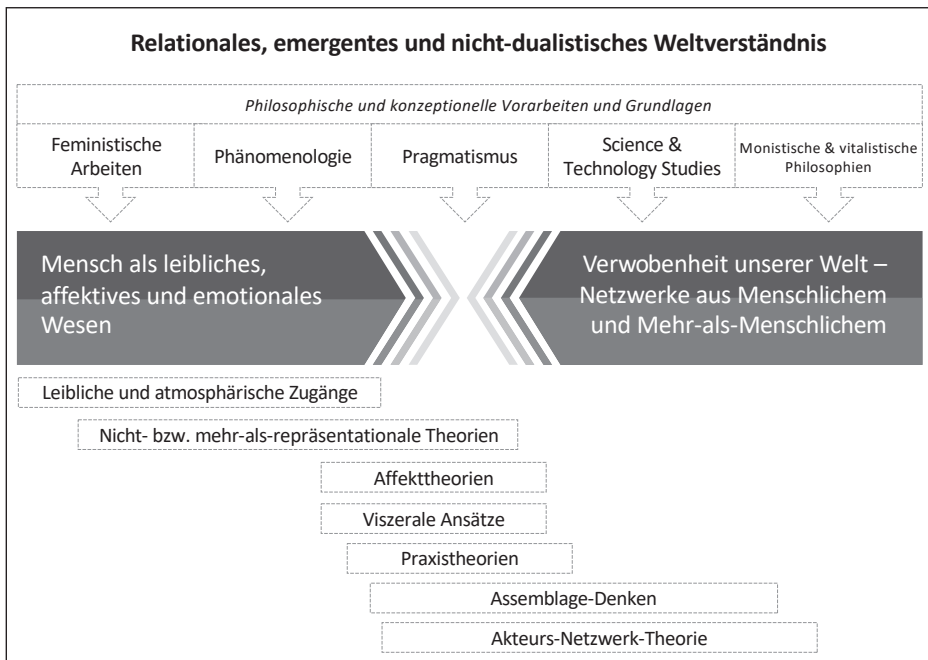 Relationales, emergentes und nicht-dualistisches Weltverständnis
Philosophische und konzeptionelle Vorarbeiten und Grundlagen
Feministische
Arbeiten
Phänomenologie
Pragmatismus
Science &
Technology Studies
Monistische & vitalistische
Philosophien
Mensch als leibliches,
affektives und emotionales
Wesen
Verwobenheit unserer Welt –
Netzwerke aus Menschlichem
und Mehr-als-Menschlichem
Leibliche und atmosphärische Zugänge
Nicht- bzw. mehr-als-repräsentationale Theorien
Affekttheorien
Viszerale Ansätze
Praxistheorien
Assemblage-Denken
Akteurs-Netzwerk-Theorie